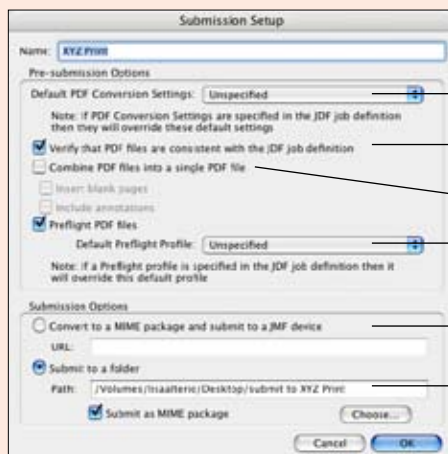 Submission Setup
Name: XYZ Print
Pre-submission Options
Default PDF Conversion Settings: Unspecified
Note: If PDF Conversion Settings are specified in the JDF job definition
then they will override these default settings
Verify that PDF files are consistent with the JDF job definition
Combine PDF files into a single PDF file
Insert blank pages
Include annotations
Preflight PDF files
Default Preflight Profile: Unspecified
Note: If a Preflight profile is specified in the JDF job definition then it
will override this default profile
Submission Options
Convert to a MIME package and submit to a JMF device
URL:
Submit to a folder
Path: /Desktop/submit to XYZ Print
Submit as MIME package Choose...
Cancel OK